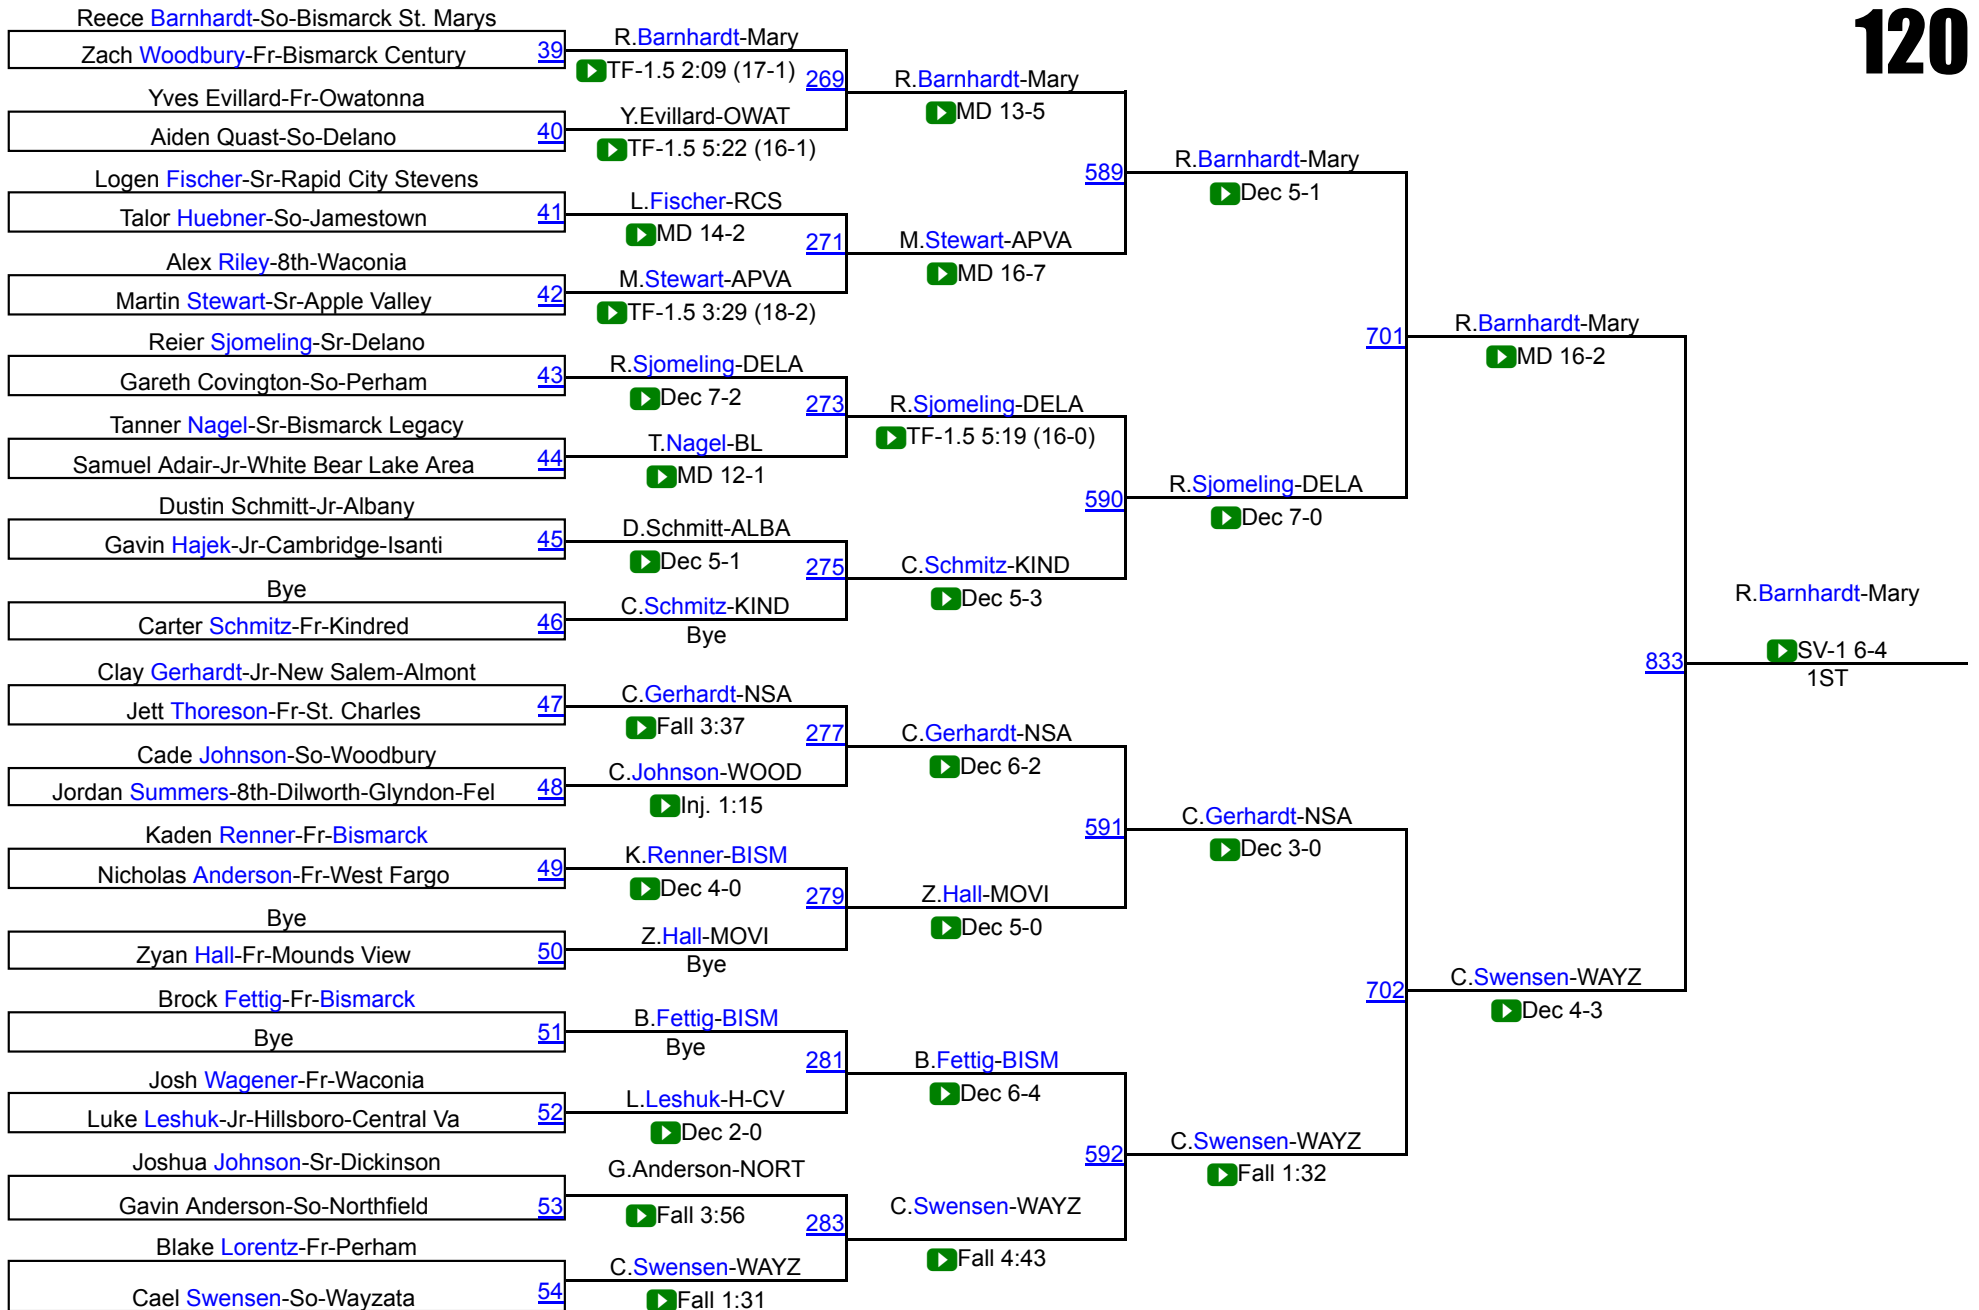 120
Reece Barnhardt-So-Bismarck St. Marys
Zach Woodbury-Fr-Bismarck Century
39
Yves Evillard-Fr-Owatonna
Aiden Quast-So-Delano
40
Logen Fischer-Sr-Rapid City Stevens
Talor Huebner-So-Jamestown
41
Alex Riley-8th-Waconia
Martin Stewart-Sr-Apple Valley
42
Reier Sjomeling-Sr-Delano
Gareth Covington-So-Perham
43
Tanner Nagel-Sr-Bismarck Legacy
Samuel Adair-Jr-White Bear Lake Area
44
Dustin Schmitt-Jr-Albany
Gavin Hajek-Jr-Cambridge-Isanti
45
Bye
Carter Schmitz-Fr-Kindred
46
Clay Gerhardt-Jr-New Salem-Almont
Jett Thoreson-Fr-St. Charles
47
Cade Johnson-So-Woodbury
Jordan Summers-8th-Dilworth-Glyndon-Fel
48
Kaden Renner-Fr-Bismarck
Nicholas Anderson-Fr-West Fargo
49
Bye
Zyan Hall-Fr-Mounds View
50
Brock Fettig-Fr-Bismarck
Bye
51
Josh Wagener-Fr-Waconia
Luke Leshuk-Jr-Hillsboro-Central Va
52
Joshua Johnson-Sr-Dickinson
Gavin Anderson-So-Northfield
53
Blake Lorentz-Fr-Perham
Cael Swensen-So-Wayzata
54
R.Barnhardt-Mary
TF-1.5 2:09 (17-1)
269
Y.Evillard-OWAT
TF-1.5 5:22 (16-1)
L.Fischer-RCS
MD 14-2
271
M.Stewart-APVA
TF-1.5 3:29 (18-2)
R.Sjomeling-DELA
Dec 7-2
273
T.Nagel-BL
MD 12-1
D.Schmitt-ALBA
Dec 5-1
275
C.Schmitz-KIND
Bye
C.Gerhardt-NSA
Fall 3:37
277
C.Johnson-WOOD
Inj. 1:15
K.Renner-BISM
Dec 4-0
279
Z.Hall-MOVI
Bye
B.Fettig-BISM
Bye
281
L.Leshuk-H-CV
Dec 2-0
G.Anderson-NORT
Fall 3:56
283
C.Swensen-WAYZ
Fall 1:31
R.Barnhardt-Mary
MD 13-5
589
M.Stewart-APVA
MD 16-7
R.Sjomeling-DELA
TF-1.5 5:19 (16-0)
590
C.Schmitz-KIND
Dec 5-3
C.Gerhardt-NSA
Dec 6-2
591
Z.Hall-MOVI
Dec 5-0
B.Fettig-BISM
Dec 6-4
592
C.Swensen-WAYZ
Fall 4:43
R.Barnhardt-Mary
Dec 5-1
701
R.Sjomeling-DELA
Dec 7-0
C.Gerhardt-NSA
Dec 3-0
702
C.Swensen-WAYZ
Fall 1:32
R.Barnhardt-Mary
MD 16-2
833
C.Swensen-WAYZ
Dec 4-3
R.Barnhardt-Mary
SV-1 6-4
1ST